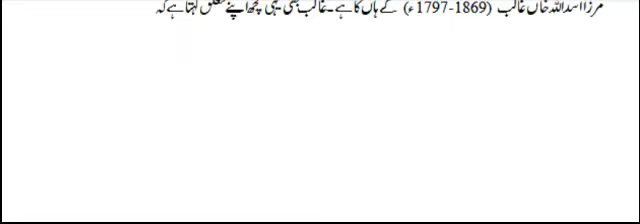 مرزا اسد اللہ خاں غالب (1869-1797ء) کے ہاں کا ہے۔ غالب بھی یہی کچھ اپنے متعلق کہتا ہے کہ